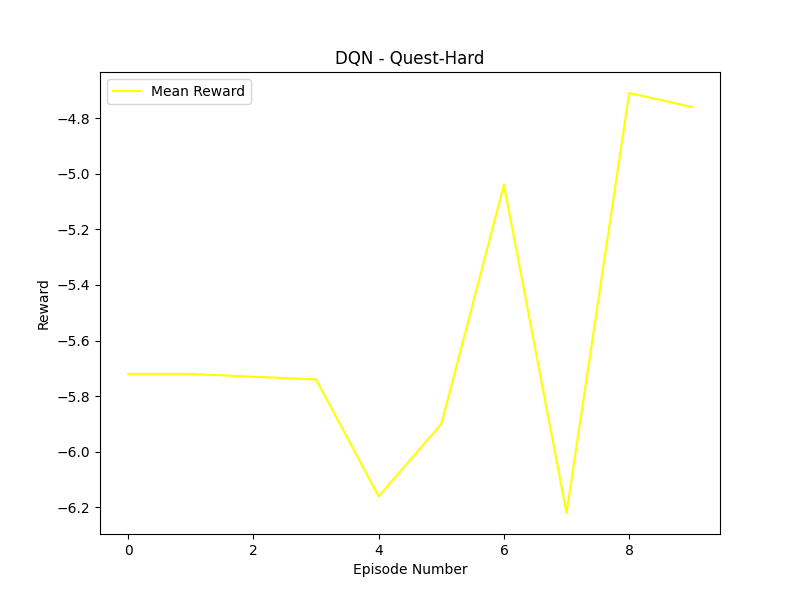 DQN - Quest-Hard
Mean Reward
−4.8
−5.0
−5.2
−5.4
−5.6
−5.8
−6.0
−6.2
Reward
0 2 4 6 8
Episode Number